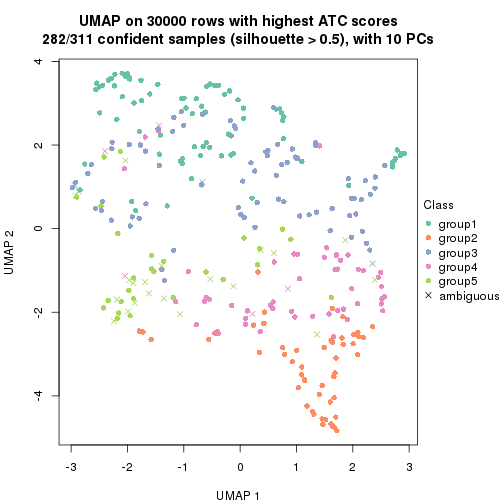 UMAP on 30000 rows with highest ATC scores
282/311 confident samples (silhouette > 0.5), with 10 PCs
4
2
0
-2
-4
UMAP 2
-3
-2
-1
0
1
2
3
UMAP 1
Class
group1
group2
group3
group4
group5
ambiguous